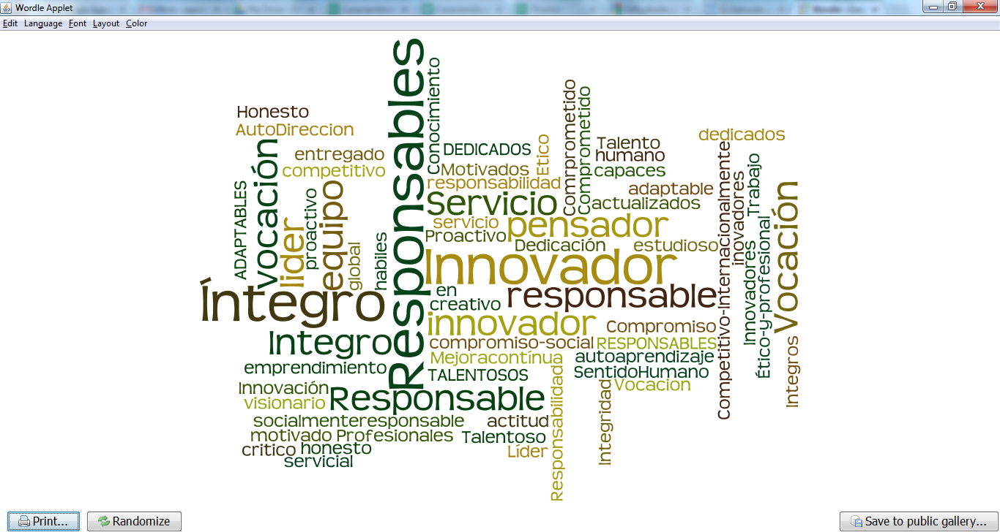 Wordle Applet
Edit Language Font Layout Color
Responsables
Conocimiento
Honesto
AutoDireccion
vocación
entregado
competitivo
ADAPTABLES
lider
proactivo
equipo
global
habiles
Íntegro
Integro
emprendimiento
Innovación
visionario
Responsable
socialmenteresponsable
motivado
Profesionales
critico
honesto
servicial
DEDICADOS
Motivados
Etico
responsabilidad
Comrprometido
Comprometido
Talento
humano
capaces
dedicados
adaptable
actualizados
Servicio
servicio
pensador
Proactivo
Dedicación
estudioso
Innovador
en
creativo
responsable
innovador
Compromiso
compromiso-social
RESPONSABLES
Mejoracontínua
autoaprendizaje
TALENTOSOS
SentidoHumano
Vocacion
Competitivo-Internacionalmente
inovadores
Trabajo
Innovadores
Ético-y-profesional
Vocación
Integros
Responsabilidad
Integridad
actitud
Talentoso
Líder
Print...
Randomize
Save to public gallery...